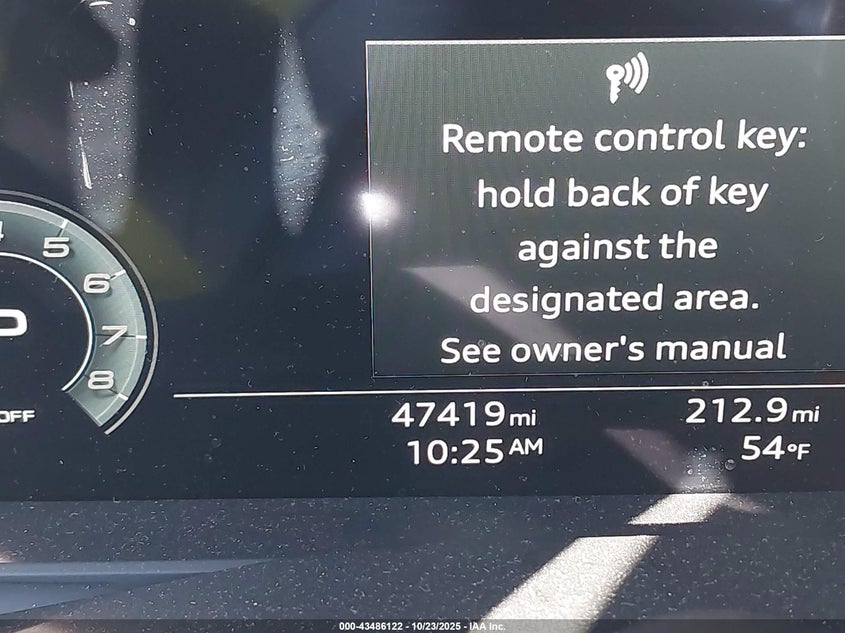 Remote control key:
hold back of key
against the
designated area.
See owner's manual
5
6
7
8
OFF
47419 mi 212.9 mi
10:25 AM 54°F
000-43486122 - 10/23/2025 - IAA Inc.